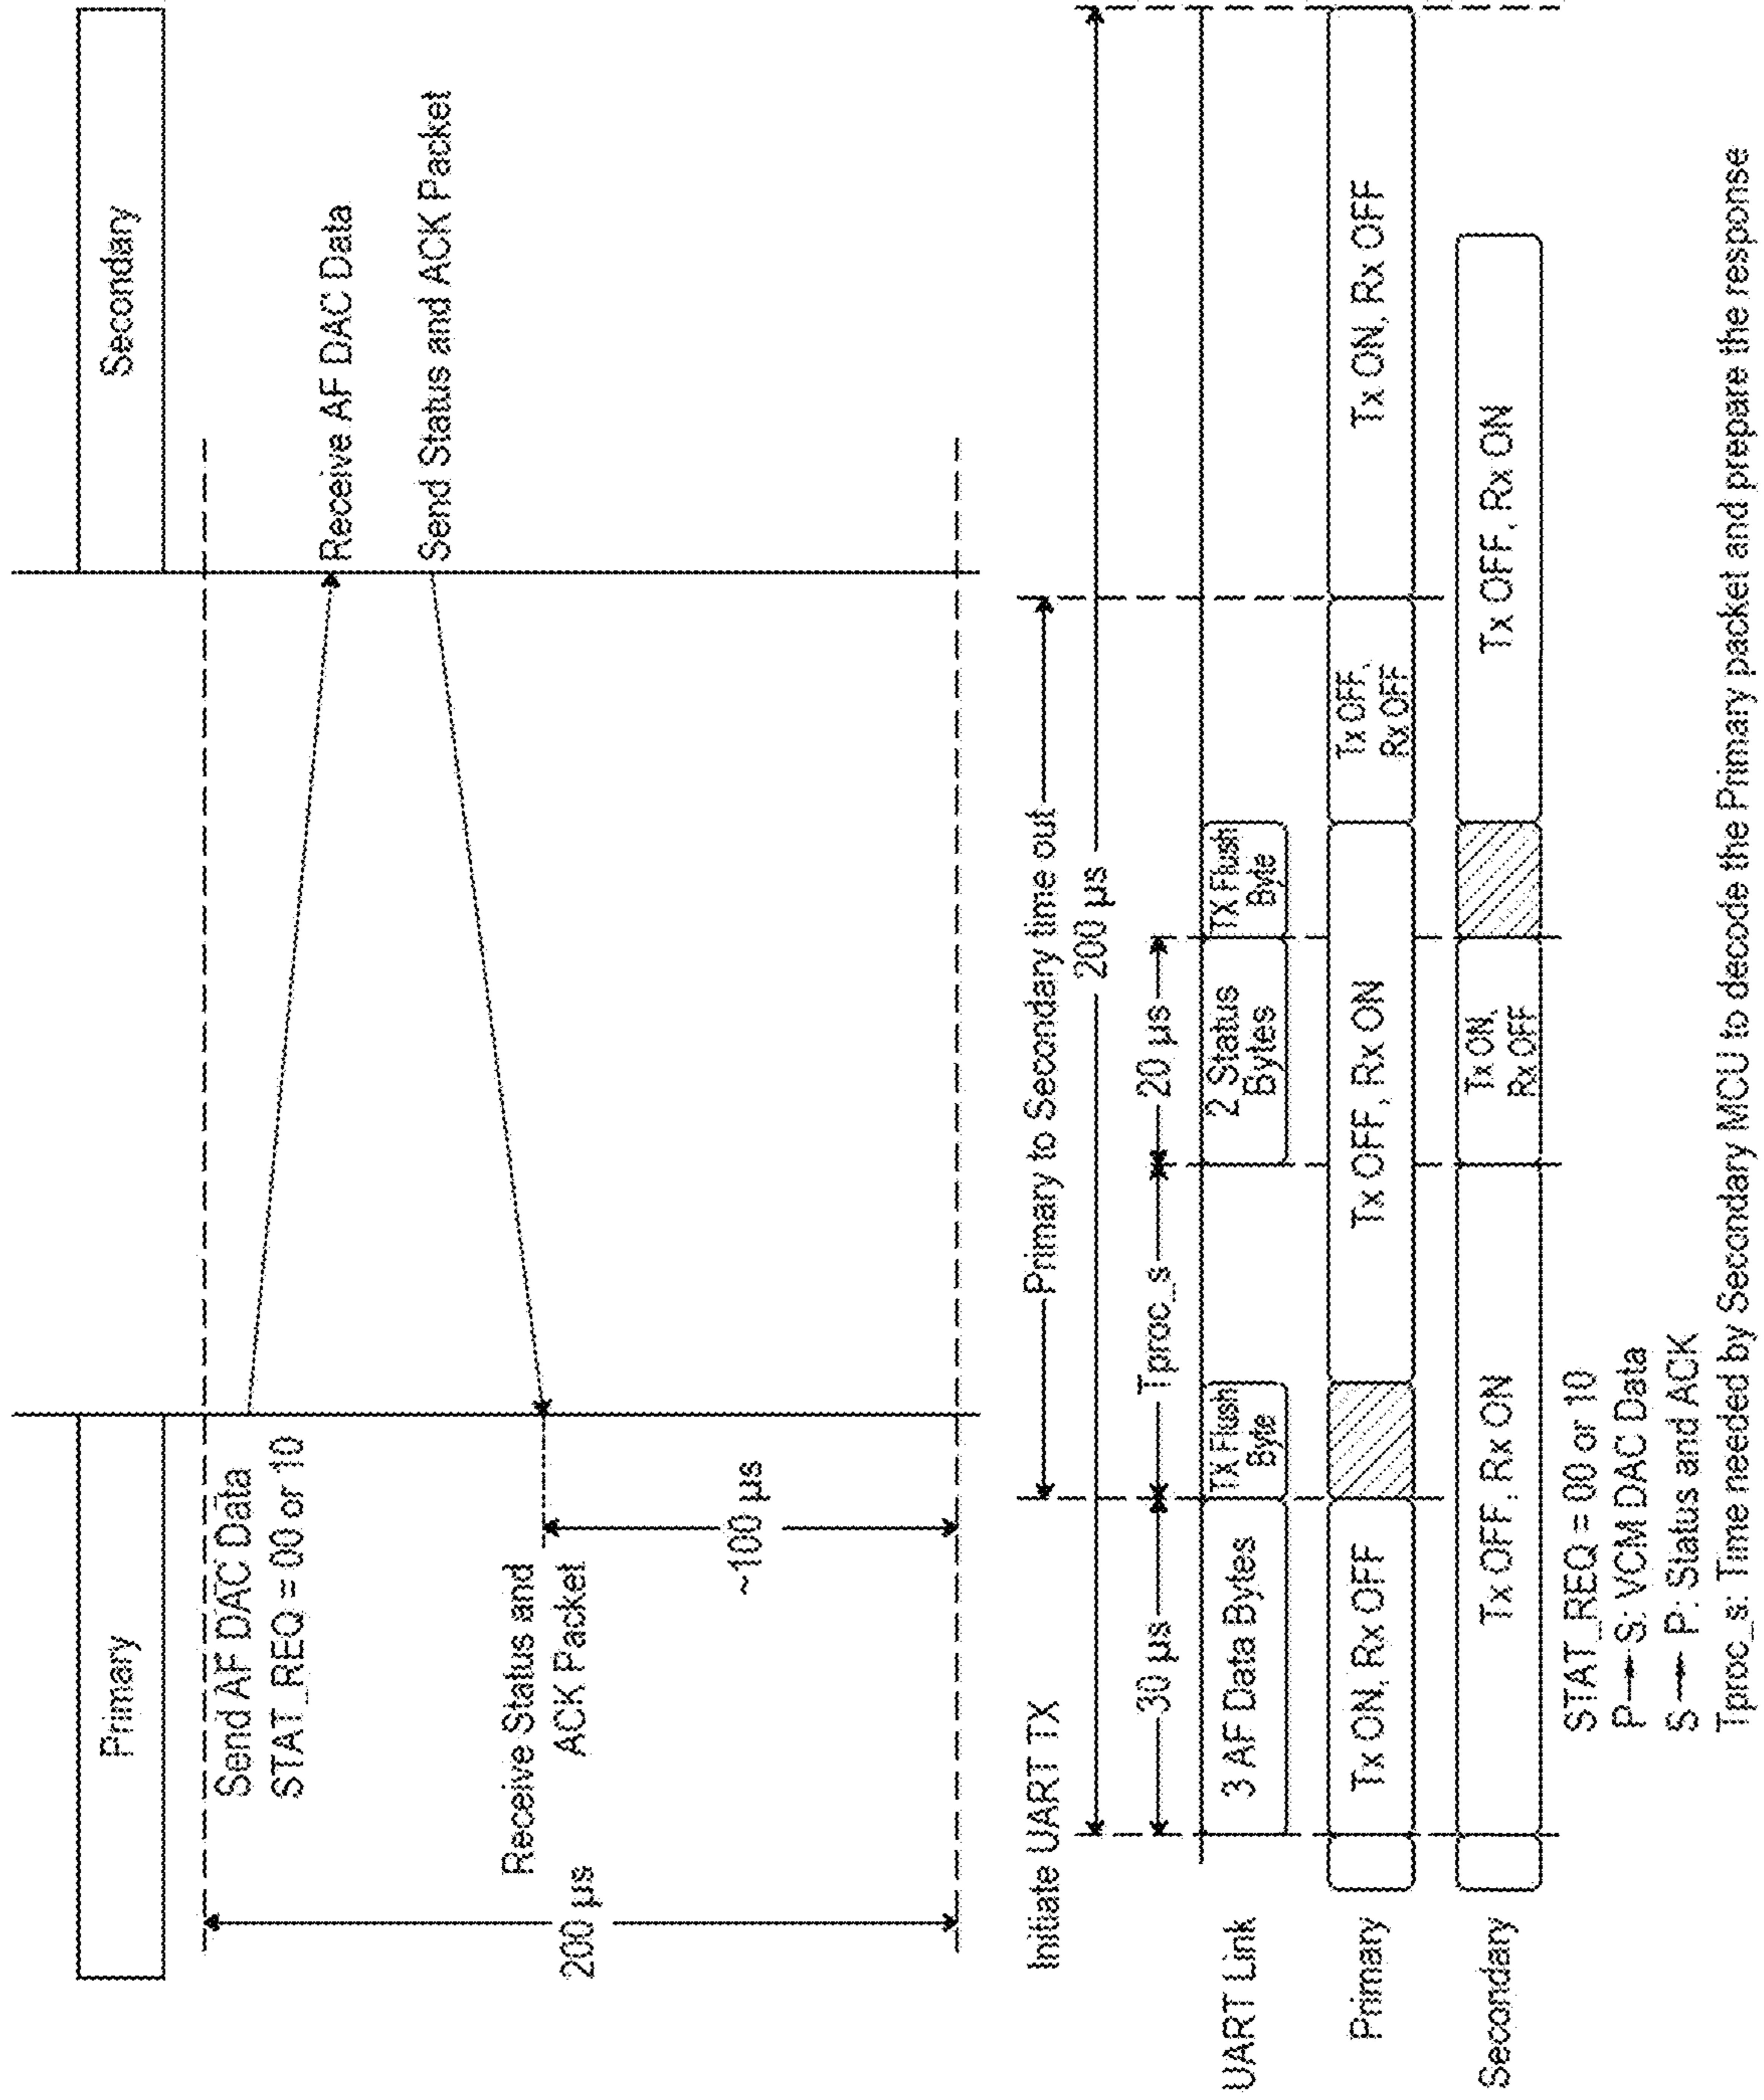 Primary
Secondary
Send AF DAC Data
STAT_REQ = 00 or 10
Receive AF DAC Data
Send Status and ACK Packet
Receive Status and
ACK Packet
200 µs
~100 µs
Initiate UART TX
Primary to Secondary time out
200 µs
30 µs
Tproc_s
20 µs
UART Link
3 AF Data Bytes
TX Flush
Byte
2 Status
Bytes
TX Flush
Byte
Primary
Tx ON, Rx OFF
Tx OFF, Rx ON
Tx OFF,
Rx OFF
Tx ON, Rx OFF
Secondary
Tx OFF, Rx ON
Tx ON,
Rx OFF
Tx OFF, Rx ON
STAT_REQ = 00 or 10
P → S: VCM DAC Data
S → P: Status and ACK
Tproc_s: Time needed by Secondary MCU to decode the Primary packet and prepare the response